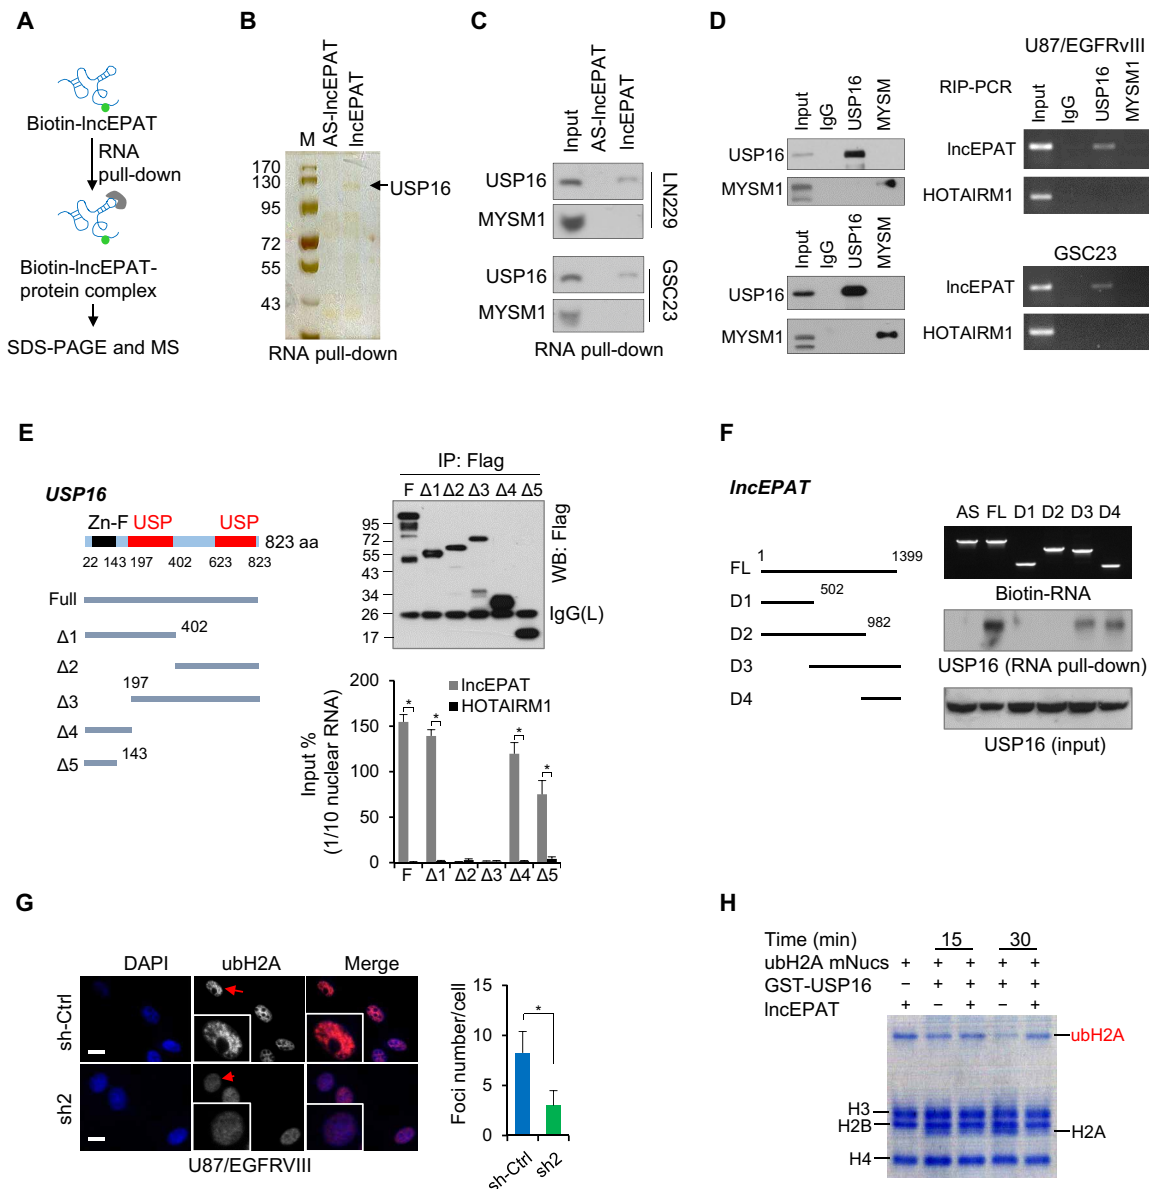 A
Biotin-lncEPAT
RNA
pull-down
Biotin-lncEPAT-
protein complex
SDS-PAGE and MS
B
M
AS-lncEPAT
lncEPAT
170
130
95
72
55
43
USP16
RNA pull-down
C
Input
AS-lncEPAT
lncEPAT
USP16
MYSM1
LN229
USP16
MYSM1
GSC23
RNA pull-down
D
Input
IgG
USP16
MYSM
USP16
MYSM1
Input
IgG
USP16
MYSM
USP16
MYSM1
U87/EGFRvIII
RIP-PCR
Input
IgG
USP16
MYSM1
lncEPAT
HOTAIRM1
GSC23
lncEPAT
HOTAIRM1
E
USP16
Zn-F USP USP
823 aa
22 143 197 402 623 823
Full
Δ1 402
Δ2
Δ3 197
Δ4
Δ5 143
IP: Flag
F Δ1 Δ2 Δ3 Δ4 Δ5
95
72
55
43
34
26
17
WB: Flag
IgG(L)
200
150
100
50
0
Input %
(1/10 nuclear RNA)
lncEPAT
HOTAIRM1
* * * *
F Δ1 Δ2 Δ3 Δ4 Δ5
F
lncEPAT
FL 1 1399
D1 502
D2 982
D3
D4
AS FL D1 D2 D3 D4
Biotin-RNA
USP16 (RNA pull-down)
USP16 (input)
G
DAPI ubH2A Merge
sh-Ctrl
sh2
U87/EGFRVIII
Foci number/cell
15
10
5
0
*
sh-Ctrl sh2
H
Time (min) 15 30
ubH2A mNucs + + + + +
GST-USP16 − + + + +
lncEPAT + − + − +
ubH2A
H3
H2B
H2A
H4